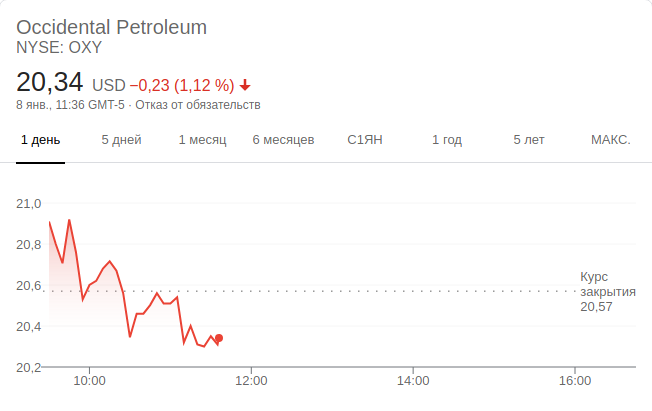 Occidental Petroleum
NYSE: OXY
20,34 USD −0,23 (1,12 %)
8 янв., 11:36 GMT-5 · Отказ от обязательств
1 день 5 дней 1 месяц 6 месяцев С1ЯН 1 год 5 лет МАКС.
21,0
20,8
20,6
20,4
20,2
Курс
закрытия
20,57
10:00 12:00 14:00 16:00